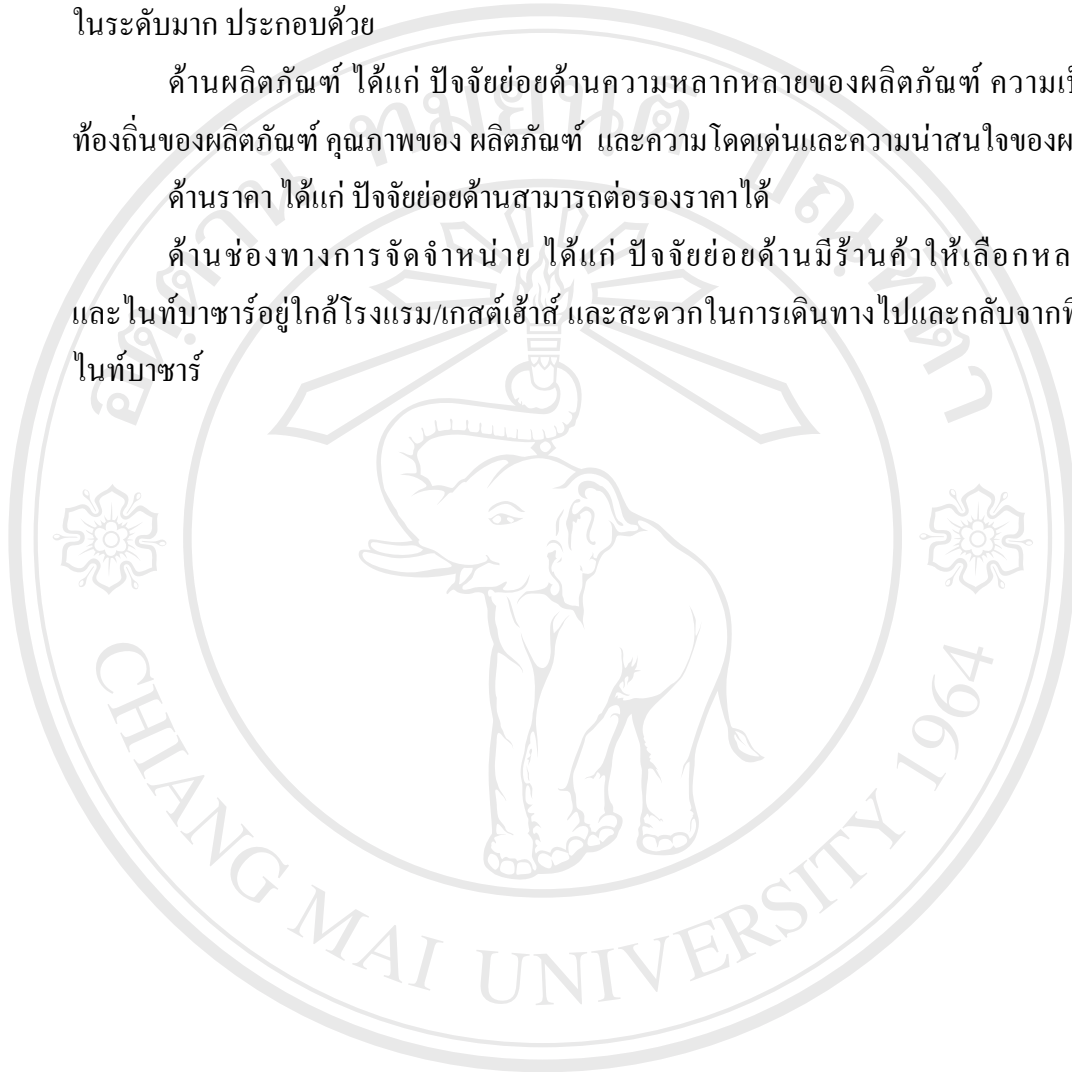 ในระดับมาก ประกอบด้วย
ด้านผลิตภัณฑ์ ได้แก่ ปัจจัยย่อยด้านความหลากหลายของผลิตภัณฑ์
ท้องถิ่นของผลิตภัณฑ์ คุณภาพของ ผลิตภัณฑ์ และความโดดเด่นและความน่าสนใจของ
ด้านราคา ได้แก่ ปัจจัยย่อยด้านสามารถต่อรองราคาได้
ด้านช่องทางการจัดจำหน่าย ได้แก่ ปัจจัยย่อยด้านมีร้านค้าให้เลือก
และไนท์บาซาร์อยู่ใกล้โรงแรม/เกสต์เฮ้าส์ และสะดวกในการเดินทางไปและกลับจาก
ไนท์บาซาร์
อตฺตานํ ทมยนฺติ ปณฺฑิตา
CHIANG MAI UNIVERSITY 1964